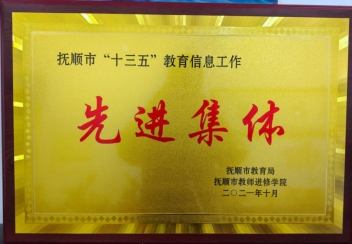 抚顺市“十三五”教育信息工作
先进集体
抚顺市教育局
抚顺市教师进修学院
二〇二一年十月